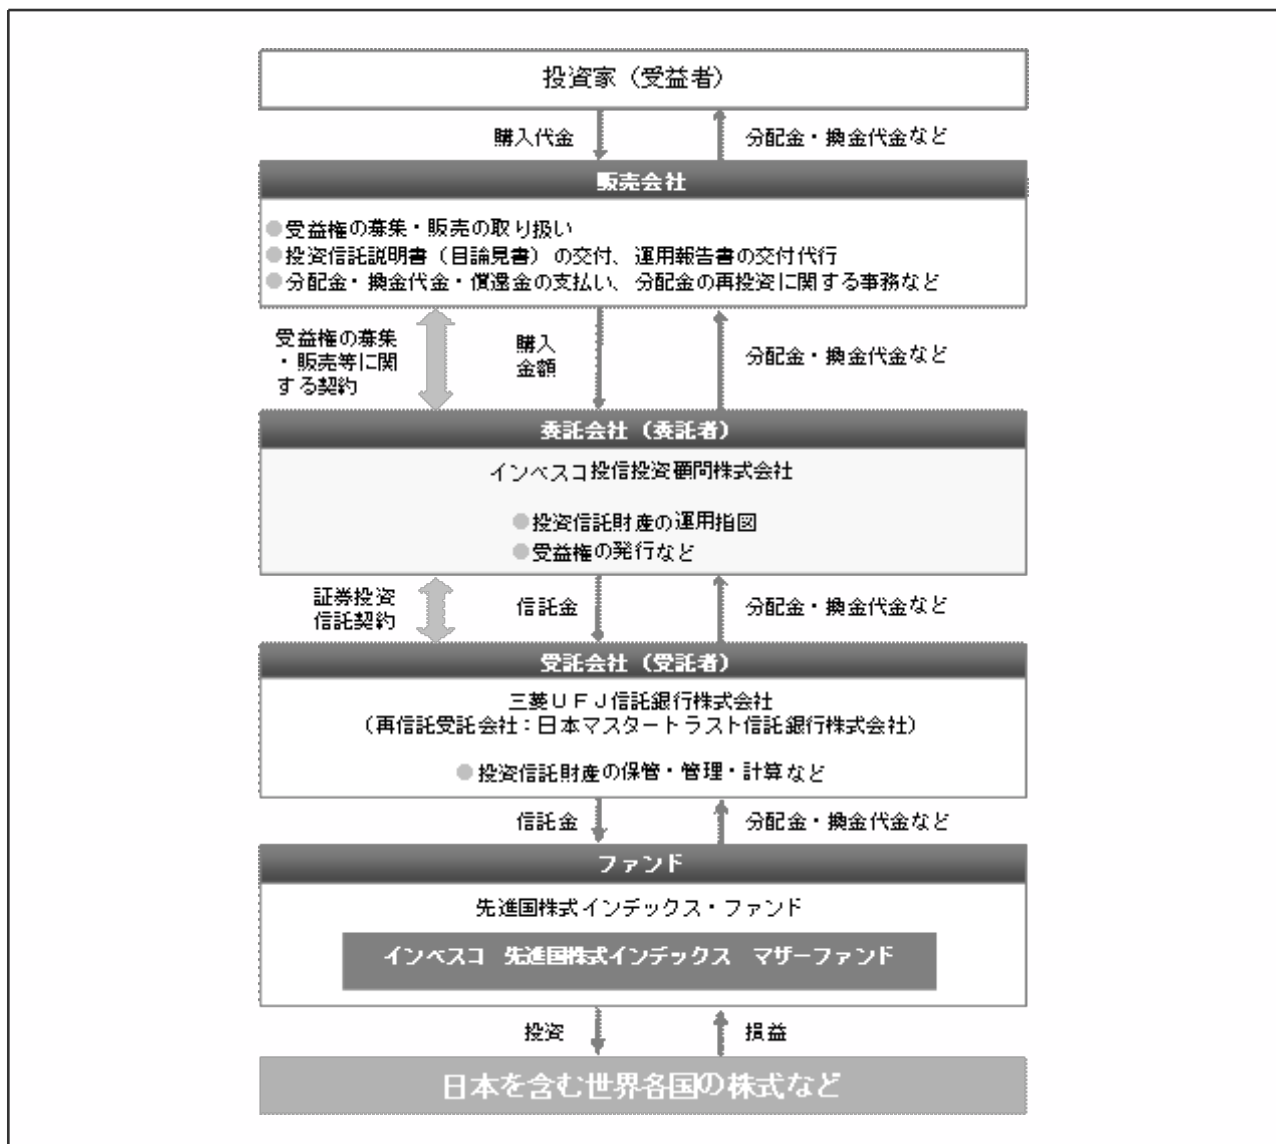 投資家（受益者）
購入代金
分配金・換金代金など
販売会社
●受益権の募集・販売の取り扱い
●投資信託説明書（目論見書）の交付、運用報告書の交付代行
●分配金・換金代金・償還金の支払い、分配金の再投資に関する事務など
受益権の募集
・販売等に関
する契約
購入
金額
分配金・換金代金など
委託会社（委託者）
インベスコ投信投資顧問株式会社
●投資信託財産の運用指図
●受益権の発行など
証券投資
信託契約
信託金
分配金・換金代金など
受託会社（受託者）
三菱ＵＦＪ信託銀行株式会社
（再信託受託会社：日本マスタートラスト信託銀行株式会社）
●投資信託財産の保管・管理・計算など
信託金
分配金・換金代金など
ファンド
先進国株式インデックス・ファンド
インベスコ　先進国株式インデックス　マザーファンド
投資
損益
日本を含む世界各国の株式など